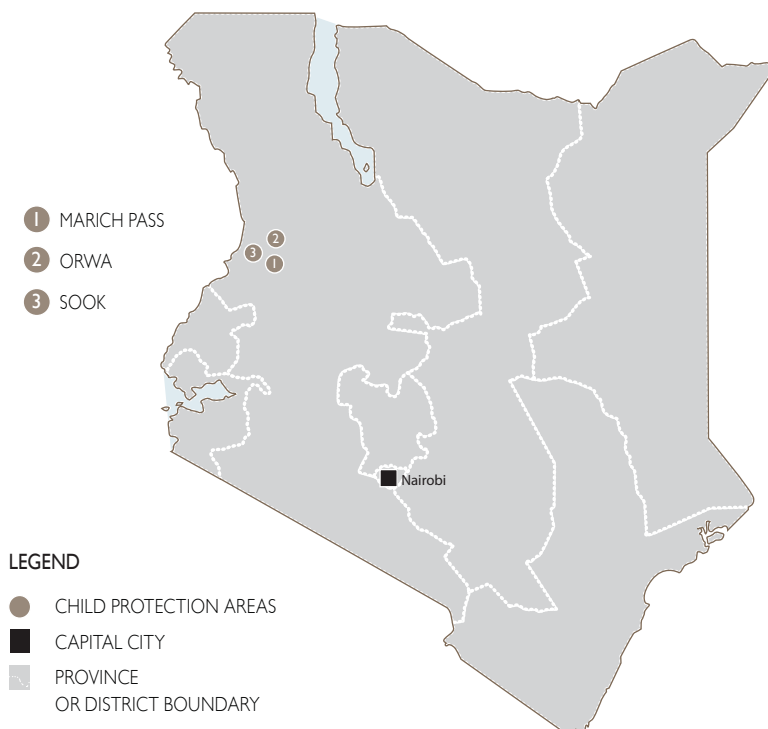 1 MARICH PASS
2 ORWA
3 SOOK
2
3
1
Nairobi
LEGEND
CHILD PROTECTION AREAS
CAPITAL CITY
PROVINCE
OR DISTRICT BOUNDARY